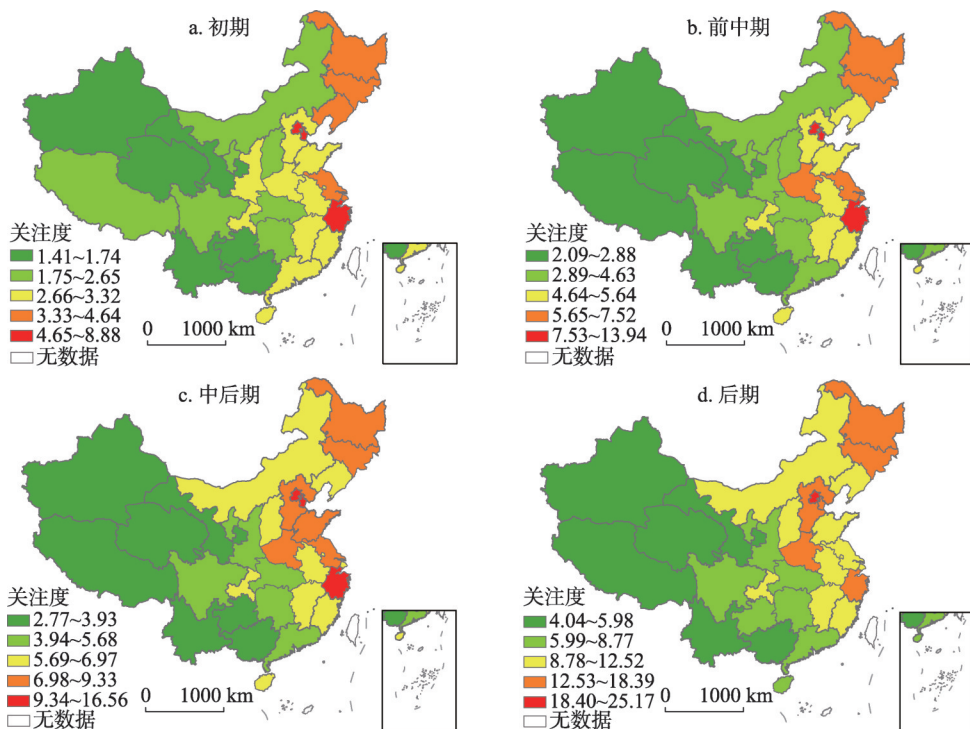 a. 初期
关注度
1.41~1.74
1.75~2.65
2.66~3.32
3.33~4.64
4.65~8.88
无数据
0 1000 km
b. 前中期
关注度
2.09~2.88
2.89~4.63
4.64~5.64
5.65~7.52
7.53~13.94
无数据
0 1000 km
c. 中后期
关注度
2.77~3.93
3.94~5.68
5.69~6.97
6.98~9.33
9.34~16.56
无数据
0 1000 km
d. 后期
关注度
4.04~5.98
5.99~8.77
8.78~12.52
12.53~18.39
18.40~25.17
无数据
0 1000 km